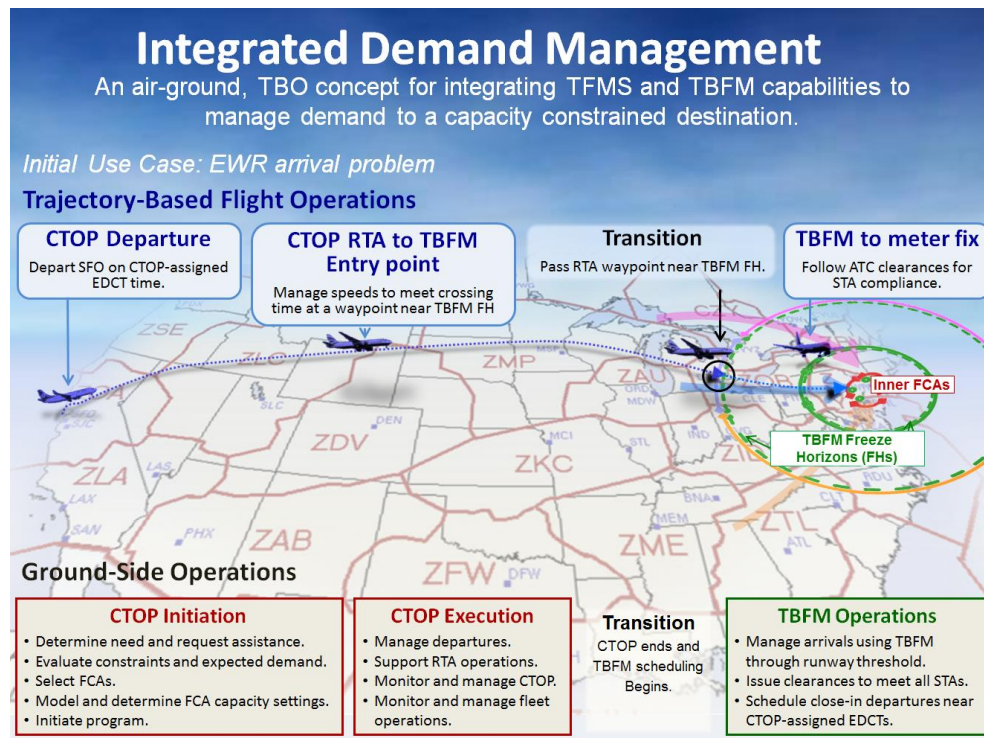 Integrated Demand Management
An air-ground, TBO concept for integrating TFMS and TBFM capabilities to
manage demand to a capacity constrained destination.
Initial Use Case: EWR arrival problem
Trajectory-Based Flight Operations
CTOP Departure
Depart SFO on CTOP-assigned
EDCT time.
CTOP RTA to TBFM
Entry point
Manage speeds to meet crossing
time at a waypoint near TBFM FH
Transition
Pass RTA waypoint near TBFM FH.
TBFM to meter fix
Follow ATC clearances for
STA compliance.
ZSE
ZLC
ZMP
ZAU
MDW
CLE
SLC
DEN
SJC
Inner FCAs
TBFM Freeze
Horizons (FHs)
ZDV
ZKC
MCI
STL
IND
ZLA
LAS
LAX
SAN
PHX
ZAB
ZFW
DFW
ZME
MEM
BNA
ZTL
ATL
CLT
RDU
Ground-Side Operations
CTOP Initiation
• Determine need and request assistance.
• Evaluate constraints and expected demand.
• Select FCAs.
• Model and determine FCA capacity settings.
• Initiate program.
CTOP Execution
• Manage departures.
• Support RTA operations.
• Monitor and manage CTOP.
• Monitor and manage fleet
operations.
Transition
CTOP ends and
TBFM scheduling
Begins.
TBFM Operations
• Manage arrivals using TBFM
through runway threshold.
• Issue clearances to meet all STAs.
• Schedule close-in departures near
CTOP-assigned EDCTs.